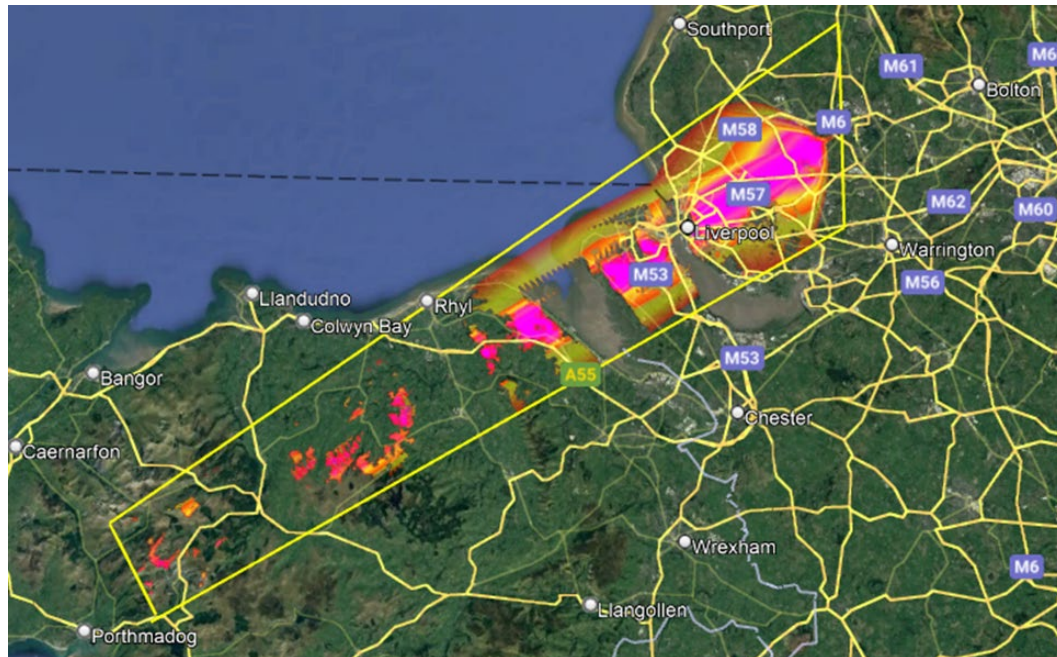 Southport
M61
M6
Bolton
M58
M6
M57
M62
M60
Liverpool
Warrington
M53
M56
Llandudno
Rhyl
Colwyn Bay
M53
Bangor
A55
Chester
Caernarfon
Wrexham
M6
Llangollen
Porthmadog